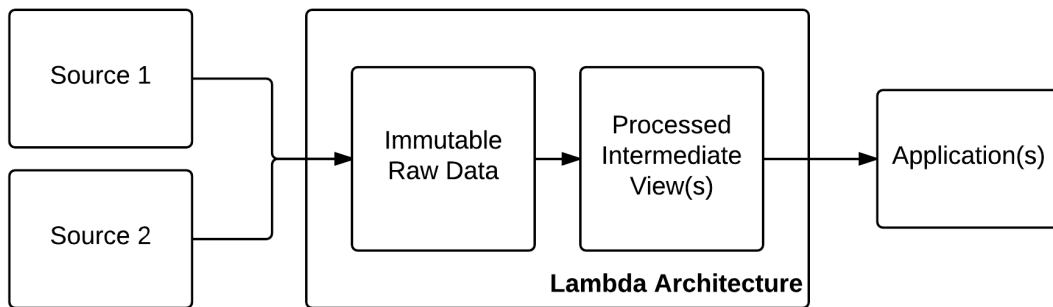 Source 1
Source 2
Immutable
Raw Data
Processed
Intermediate
View(s)
Lambda Architecture
Application(s)